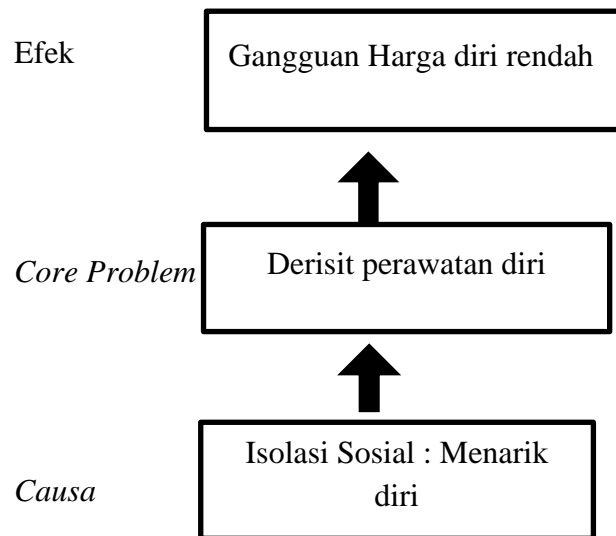 Efek
Gangguan Harga diri rendah
Core Problem
Derisit perawatan diri
Causa
Isolasi Sosial : Menarik
diri